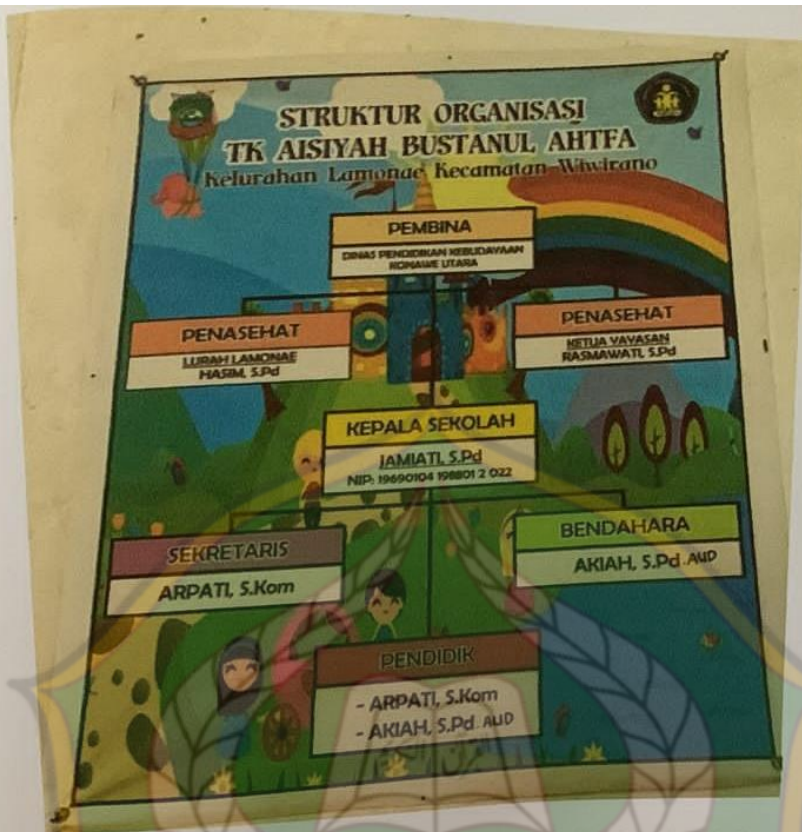 STRUKTUR ORGANISASI
TK AISIYAH BUSTANUL AHTFA
Kelurahan Lamonae Kecamatan Wiwirano
PEMBINA
DINAS PENDIDIKAN KEBUDAYAAN
KONAWE UTARA
PENASEHAT
LURAH LAMONAE
HASIM, S.Pd
PENASEHAT
KETUA YAYASAN
RASMAWATI, S.Pd
KEPALA SEKOLAH
JAMIATI, S.Pd
NIP: 19690104 198801 2 022
SEKRETARIS
ARPATI, S.Kom
BENDAHARA
AKIAH, S.Pd AUD
PENDIDIK
- ARPATI, S.Kom
- AKIAH, S.Pd AUD